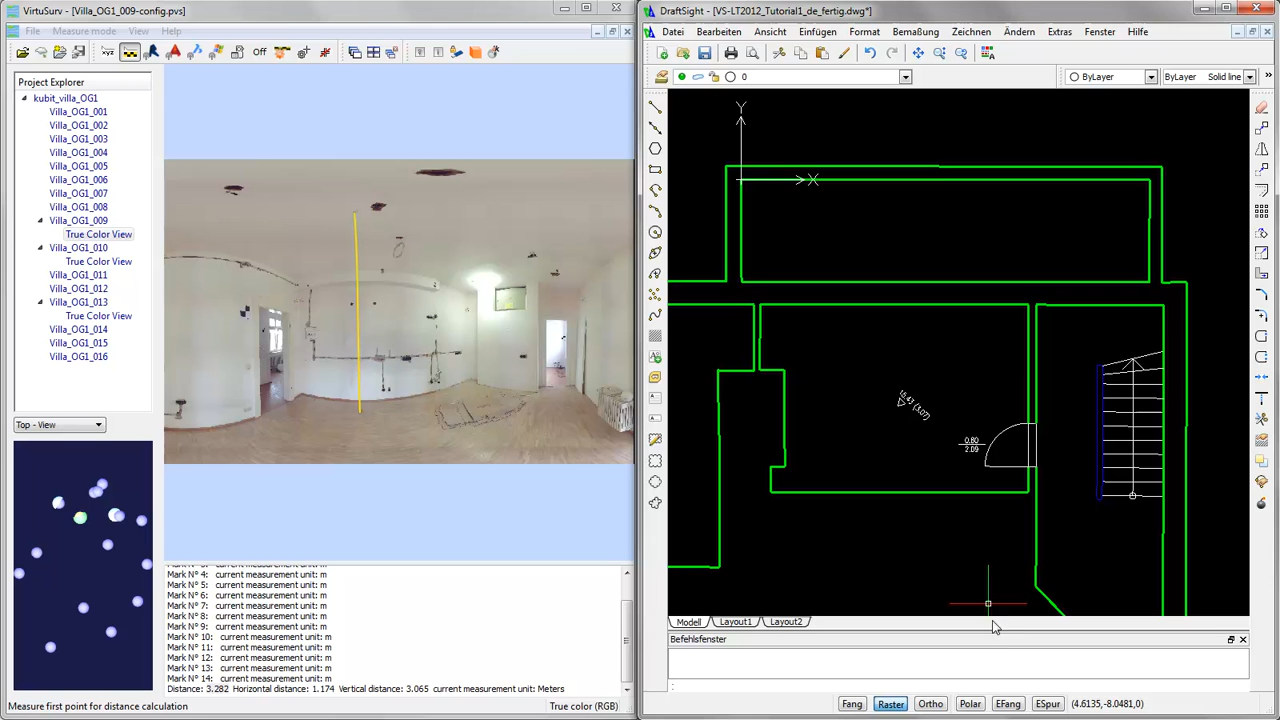 VirtuSurv - [Villa_OG1_009-config.pvs]
File Measure mode View Help
xyz Off
Project Explorer
kubit_villa_OG1
Villa_OG1_001
Villa_OG1_002
Villa_OG1_003
Villa_OG1_004
Villa_OG1_005
Villa_OG1_006
Villa_OG1_007
Villa_OG1_008
Villa_OG1_009
True Color View
Villa_OG1_010
True Color View
Villa_OG1_011
Villa_OG1_012
Villa_OG1_013
True Color View
Villa_OG1_014
Villa_OG1_015
Villa_OG1_016
Top - View
Mark N° 4: current measurement unit: m
Mark N° 5: current measurement unit: m
Mark N° 6: current measurement unit: m
Mark N° 7: current measurement unit: m
Mark N° 8: current measurement unit: m
Mark N° 9: current measurement unit: m
Mark N° 10: current measurement unit: m
Mark N° 11: current measurement unit: m
Mark N° 12: current measurement unit: m
Mark N° 13: current measurement unit: m
Mark N° 14: current measurement unit: m
Distance: 3.282 Horizontal distance: 1.174 Vertical distance: 3.065 current measurement unit: Meters
Measure first point for distance calculation True color (RGB)
DraftSight - [VS-LT2012_Tutorial1_de_fertig.dwg*]
Datei Bearbeiten Ansicht Einfügen Format Bemaßung Zeichnen Ändern Extras Fenster Hilfe
0 ByLayer ByLayer Solid line
Y
X
(3.07)
0.80
2.09
Modell Layout1 Layout2
Befehlsfenster
:
Fang Raster Ortho Polar EFang ESpur (4.6135,-8.0481,0)